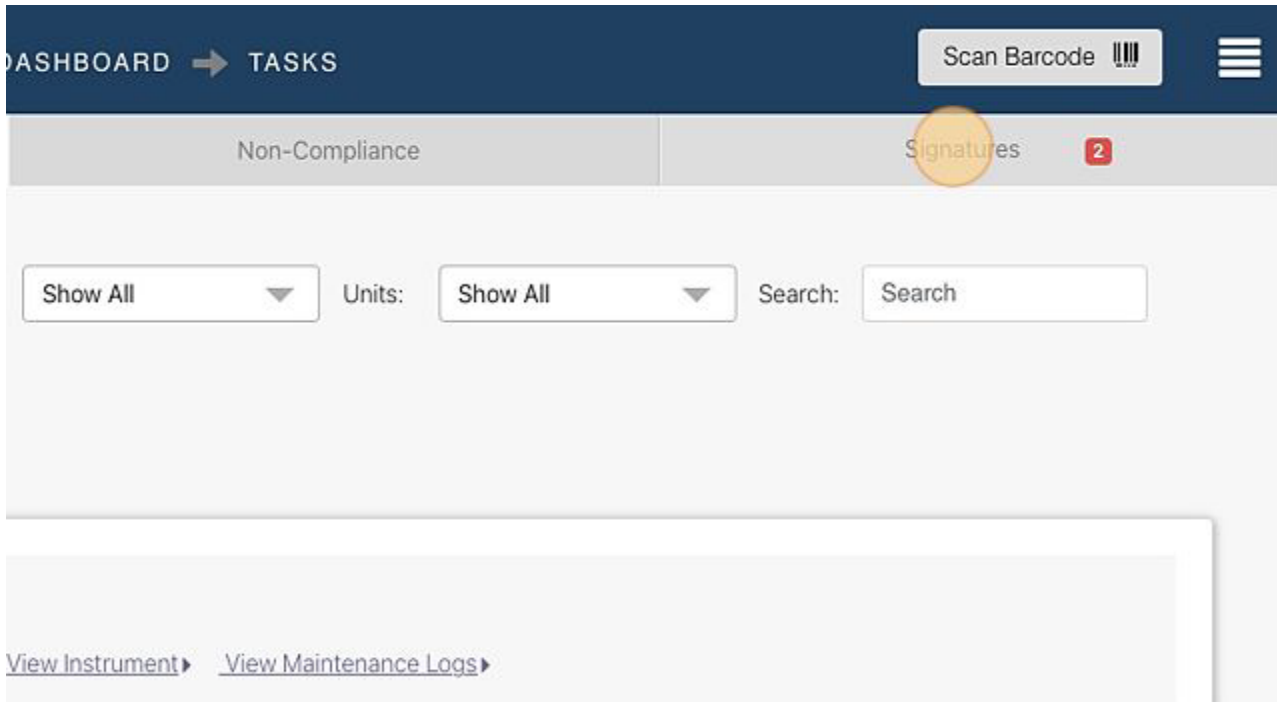 DASHBOARD TASKS Scan Barcode
Non-Compliance Signatures 2
Show All Units: Show All Search: Search
View Instrument View Maintenance Logs